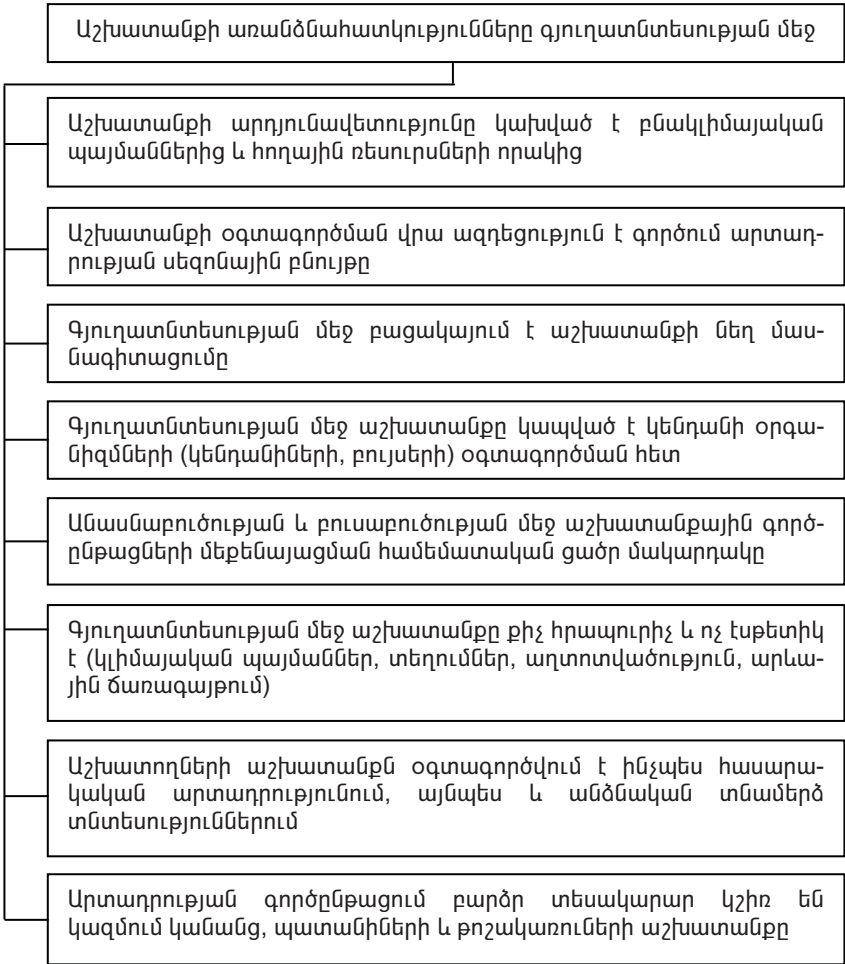 Աշխատանքի առանձնահատկությունները գյուղատնտեսության մեջ
Աշխատանքի արդյունավետությունը կախված է բնակլիմայական
պայմաններից և հողային ռեսուրսների որակից
Աշխատանքի օգտագործման վրա ազդեցություն է գործում արտադ-
րության սեզոնային բնույթը
Գյուղատնտեսության մեջ բացակայում է աշխատանքի նեղ մաս-
նագիտացումը
Գյուղատնտեսության մեջ աշխատանքը կապված է կենդանի օրգա-
նիզմների (կենդանիների, բույսերի) օգտագործման հետ
Անասնաբուծության և բուսաբուծության մեջ աշխատանքային գործ-
ընթացների մեքենայացման համեմատական ցածր մակարդակը
Գյուղատնտեսության մեջ աշխատանքը քիչ հրապուրիչ և ոչ էսթետիկ
է (կլիմայական պայմաններ, տեղումներ, աղտոտվածություն, արևա-
յին ճառագայթում)
Աշխատողների աշխատանքն օգտագործվում է ինչպես հասարա-
կական արտադրությունում, այնպես և անձնական տնամերձ
տնտեսություններում
Արտադրության գործընթացում բարձր տեսակարար կշիռ են
կազմում կանանց, պատանիների և թոշակառուների աշխատանքը